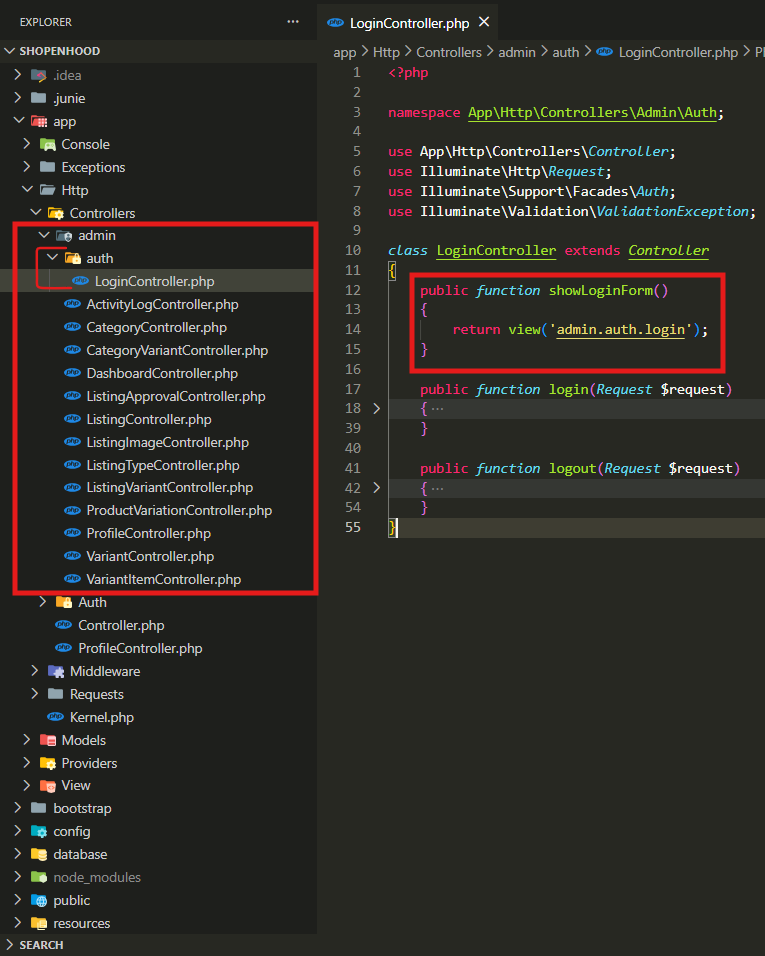 EXPLORER
SHOPENHOOD
.idea
.junie
app
Console
Exceptions
Http
Controllers
admin
auth
LoginController.php
ActivityLogController.php
CategoryController.php
CategoryVariantController.php
DashboardController.php
ListingApprovalController.php
ListingController.php
ListingImageController.php
ListingTypeController.php
ListingVariantController.php
ProductVariationController.php
ProfileController.php
VariantController.php
VariantItemController.php
Auth
Controller.php
ProfileController.php
Middleware
Requests
Kernel.php
Models
Providers
View
bootstrap
config
database
node_modules
public
resources
SEARCH
LoginController.php
app > Http > Controllers > admin > auth > LoginController.php >
1 <?php
2
3 namespace App\Http\Controllers\Admin\Auth;
4
5 use App\Http\Controllers\Controller;
6 use Illuminate\Http\Request;
7 use Illuminate\Support\Facades\Auth;
8 use Illuminate\Validation\ValidationException;
9
10 class LoginController extends Controller
11 {
12 public function showLoginForm()
13 {
14 return view('admin.auth.login');
15 }
16
17 public function login(Request $request)
18 { ···
39 }
40
41 public function logout(Request $request)
42 { ···
54 }
55 }